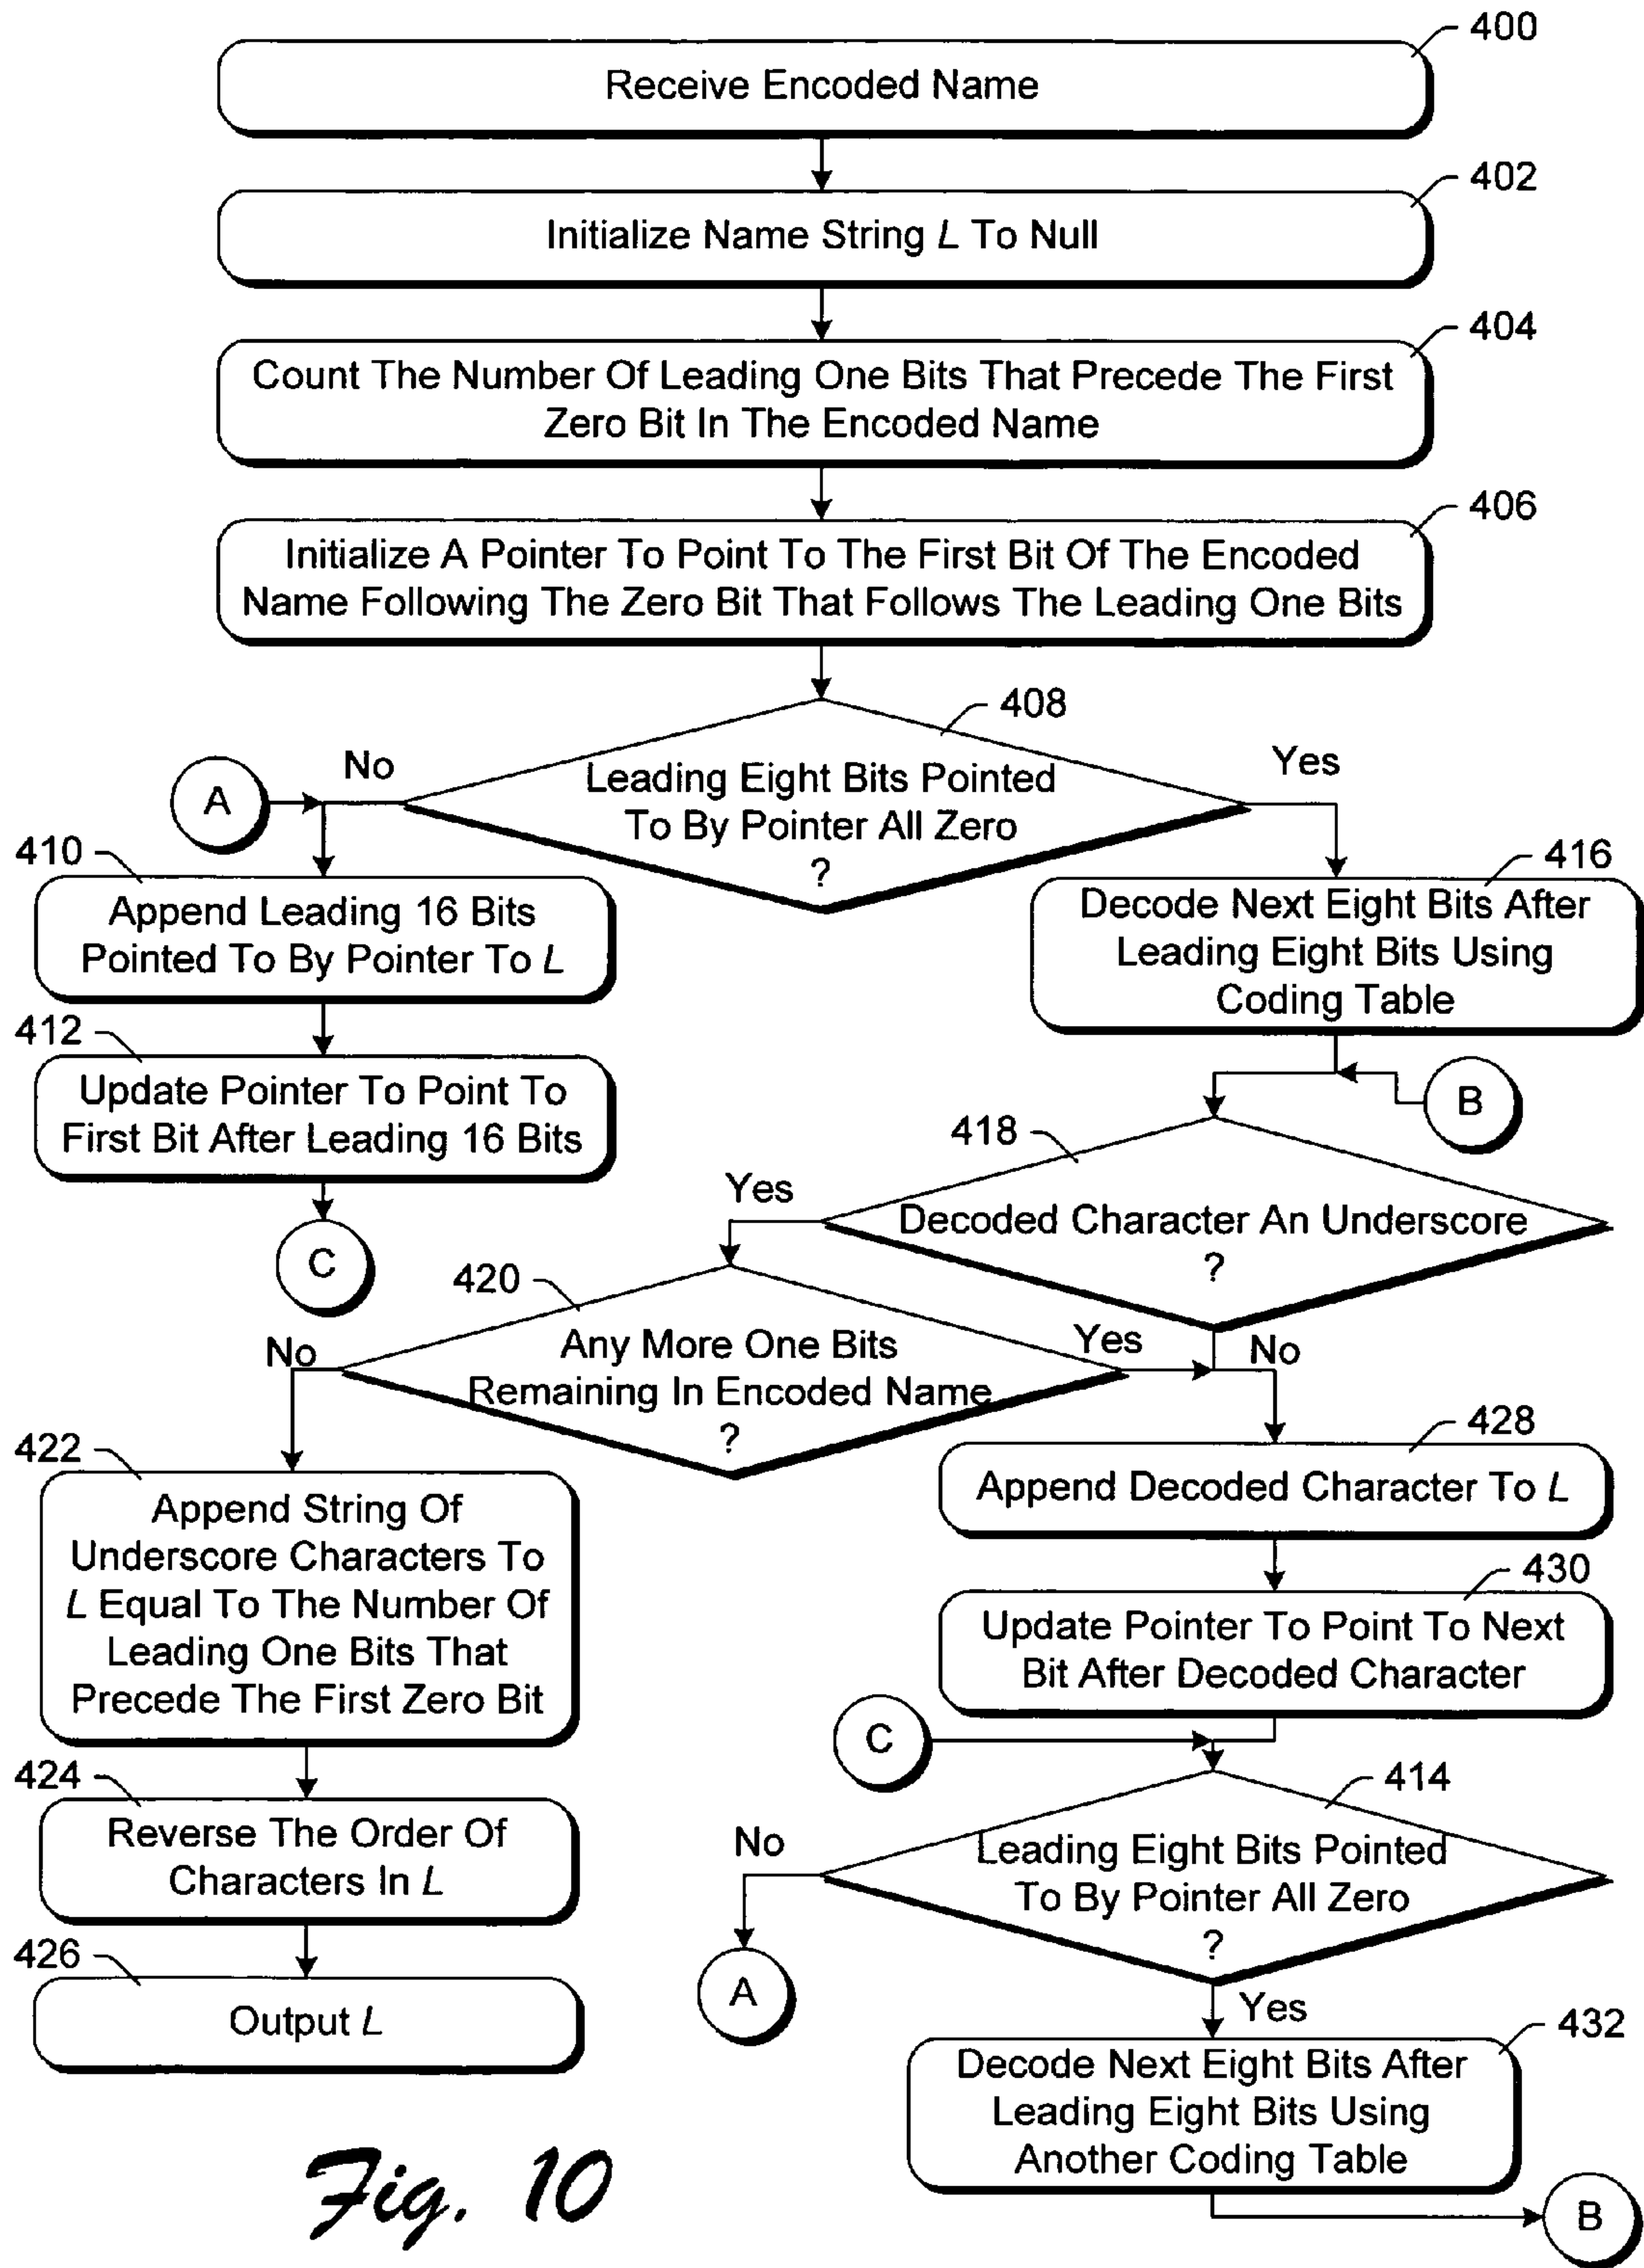 400
Receive Encoded Name
402
Initialize Name String L To Null
404
Count The Number Of Leading One Bits That Precede The First
Zero Bit In The Encoded Name
406
Initialize A Pointer To Point To The First Bit Of The Encoded
Name Following The Zero Bit That Follows The Leading One Bits
408
Leading Eight Bits Pointed
To By Pointer All Zero
?
No
Yes
A
410
Append Leading 16 Bits
Pointed To By Pointer To L
416
Decode Next Eight Bits After
Leading Eight Bits Using
Coding Table
412
Update Pointer To Point To
First Bit After Leading 16 Bits
C
B
418
Decoded Character An Underscore
?
Yes
No
420
Any More One Bits
Remaining In Encoded Name
?
No
Yes
422
Append String Of
Underscore Characters To
L Equal To The Number Of
Leading One Bits That
Precede The First Zero Bit
428
Append Decoded Character To L
430
Update Pointer To Point To Next
Bit After Decoded Character
C
424
Reverse The Order Of
Characters In L
414
Leading Eight Bits Pointed
To By Pointer All Zero
?
No
A
Yes
426
Output L
432
Decode Next Eight Bits After
Leading Eight Bits Using
Another Coding Table
B
Fig. 10